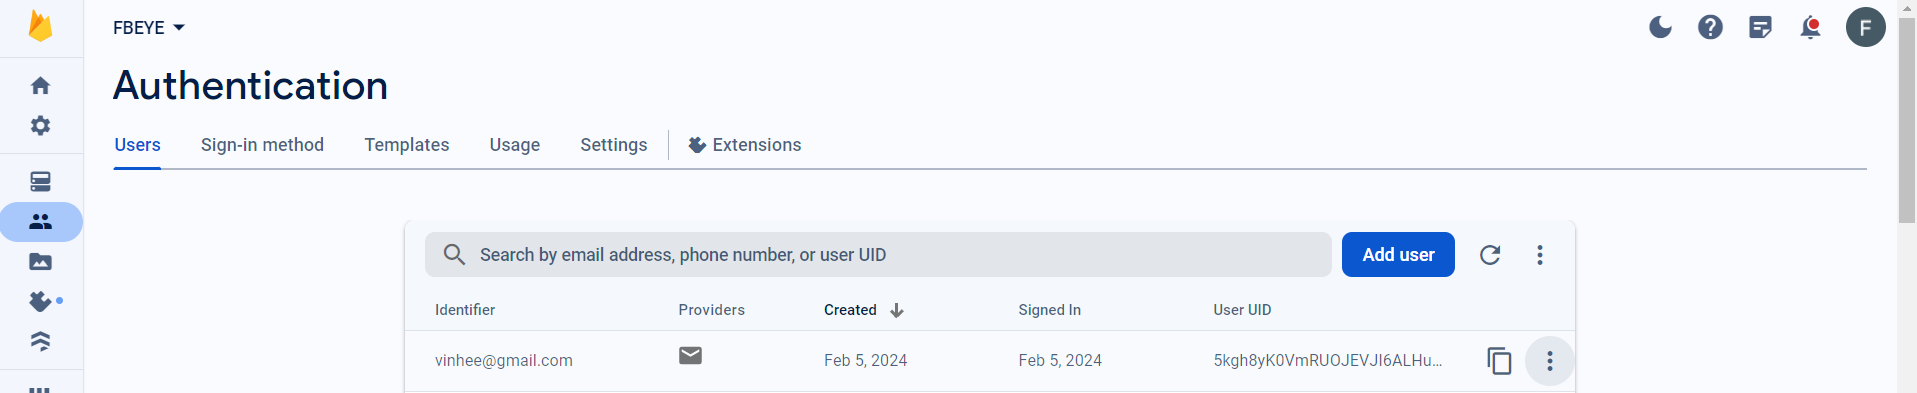 FBEYE
F
Authentication
Users Sign-in method Templates Usage Settings Extensions
Search by email address, phone number, or user UID Add user
Identifier Providers Created Signed In User UID
vinhee@gmail.com Feb 5, 2024 Feb 5, 2024 5kgh8yK0VmRUOJEVJI6ALHu...